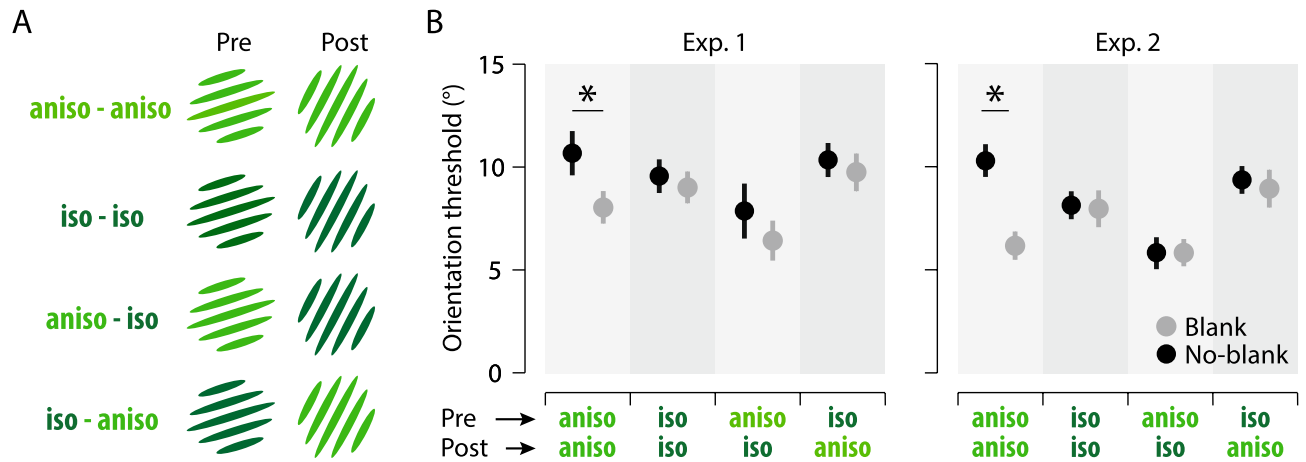 A
Pre Post
aniso - aniso
iso - iso
aniso - iso
iso - aniso
B
Exp. 1
Orientation threshold (°)
15
10
5
0
*
Pre
aniso iso aniso iso
Post
aniso iso iso aniso
Exp. 2
*
Blank
No-blank
aniso iso aniso iso
aniso iso iso aniso